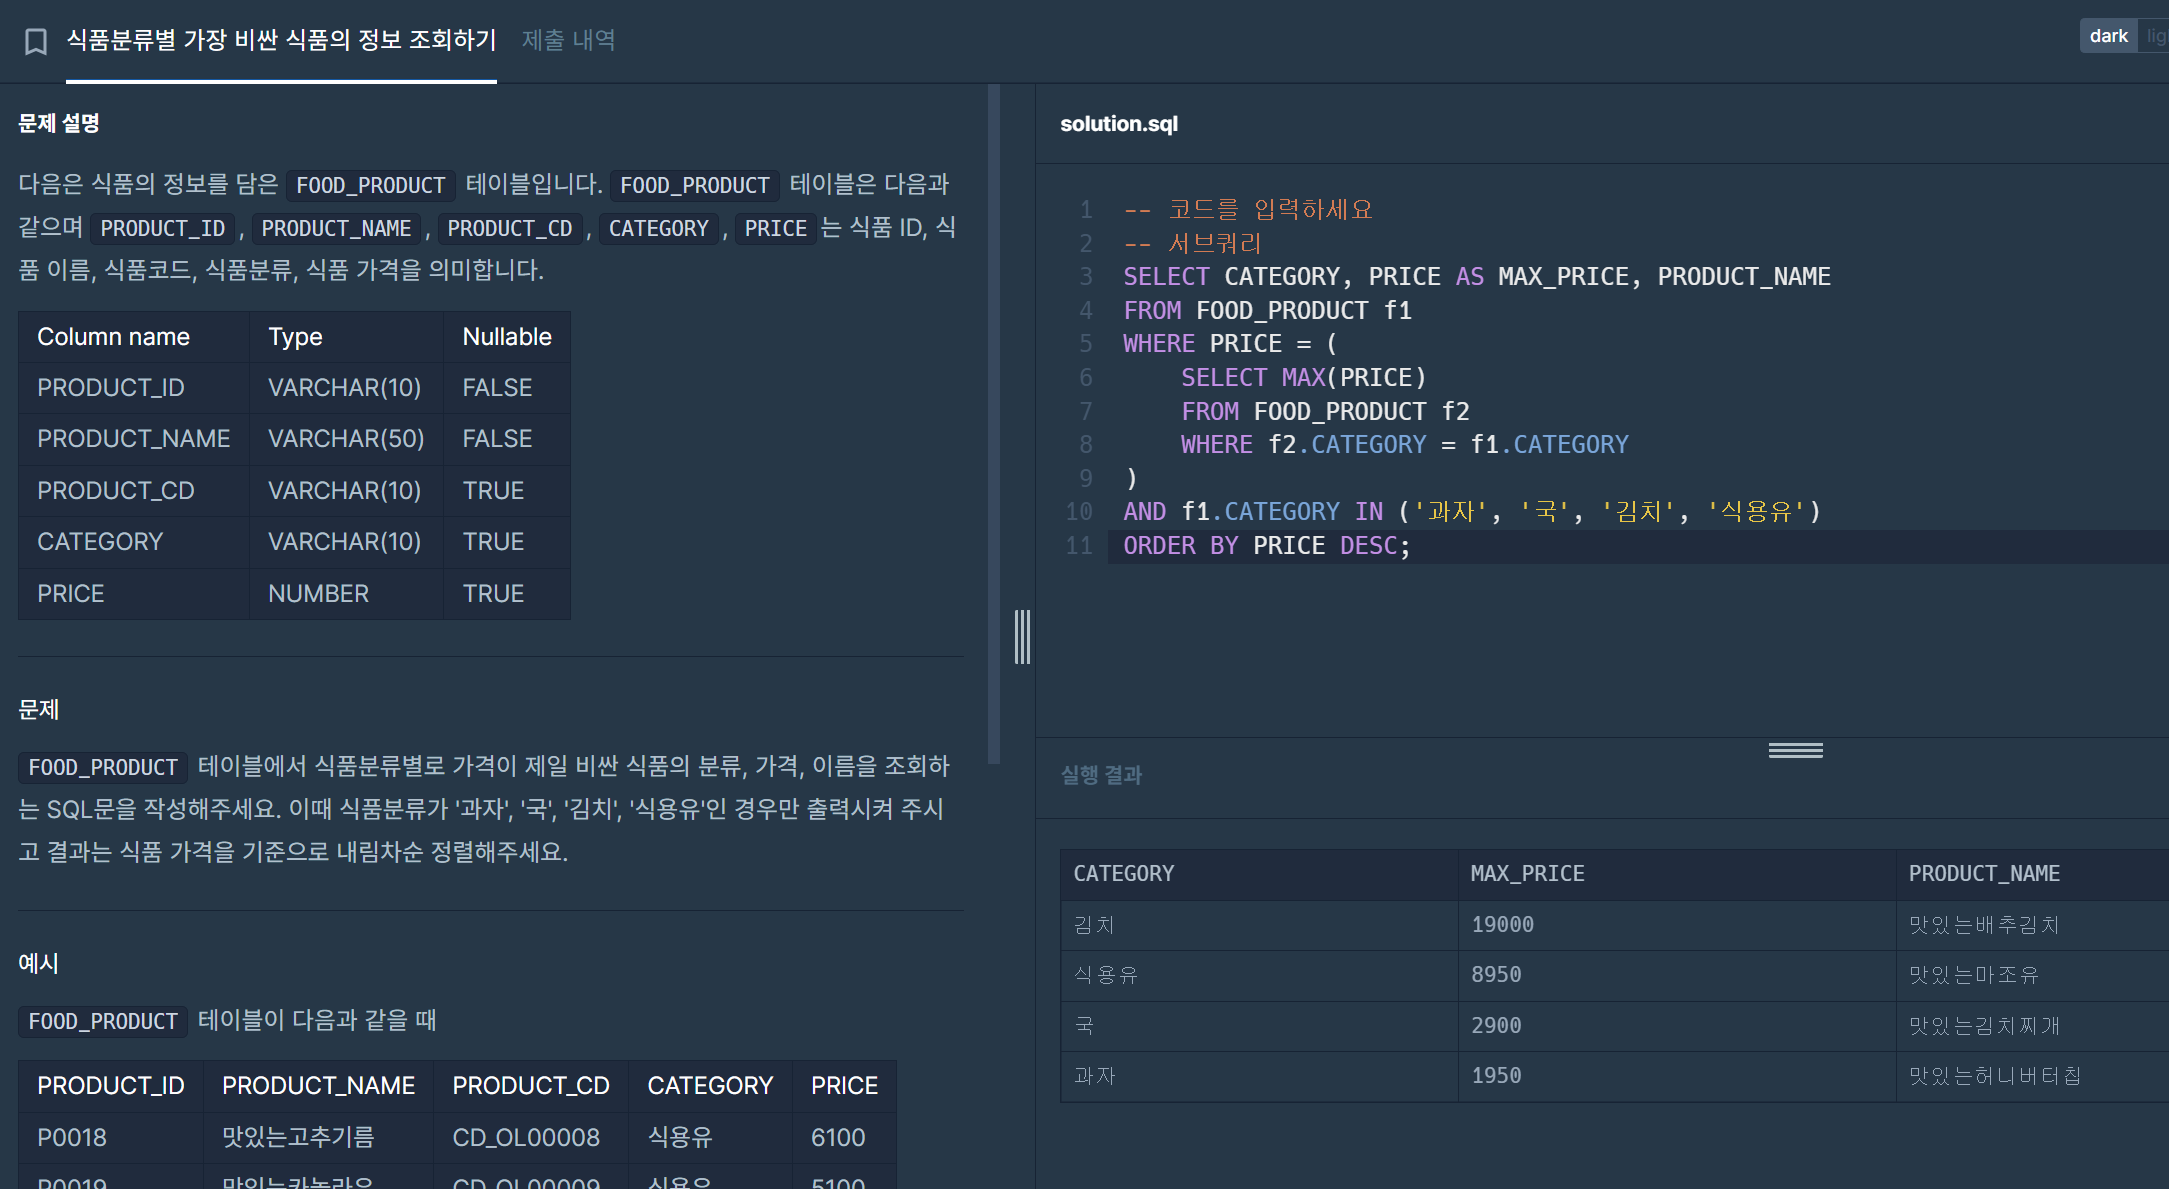 식품분류별 가장 비싼 식품의 정보 조회하기 제출 내역
dark
문제 설명
다음은 식품의 정보를 담은 FOOD_PRODUCT 테이블입니다. FOOD_PRODUCT 테이블은 다음과
같으며 PRODUCT_ID , PRODUCT_NAME , PRODUCT_CD , CATEGORY , PRICE 는 식품 ID, 식
품 이름, 식품코드, 식품분류, 식품 가격을 의미합니다.
Column name Type Nullable
PRODUCT_ID VARCHAR(10) FALSE
PRODUCT_NAME VARCHAR(50) FALSE
PRODUCT_CD VARCHAR(10) TRUE
CATEGORY VARCHAR(10) TRUE
PRICE NUMBER TRUE
문제
FOOD_PRODUCT 테이블에서 식품분류별로 가격이 제일 비싼 식품의 분류, 가격, 이름을 조회하
는 SQL문을 작성해주세요. 이때 식품분류가 '과자', '국', '김치', '식용유'인 경우만 출력시켜 주시
고 결과는 식품 가격을 기준으로 내림차순 정렬해주세요.
예시
FOOD_PRODUCT 테이블이 다음과 같을 때
PRODUCT_ID PRODUCT_NAME PRODUCT_CD CATEGORY PRICE
P0018 맛있는고추기름 CD_OL00008 식용유 6100
P0019 맛있는카놀라유 CD_OL00009 식용유 5100
solution.sql
1 -- 코드를 입력하세요
2 -- 서브쿼리
3 SELECT CATEGORY, PRICE AS MAX_PRICE, PRODUCT_NAME
4 FROM FOOD_PRODUCT f1
5 WHERE PRICE = (
6 SELECT MAX(PRICE)
7 FROM FOOD_PRODUCT f2
8 WHERE f2.CATEGORY = f1.CATEGORY
9 )
10 AND f1.CATEGORY IN ('과자', '국', '김치', '식용유')
11 ORDER BY PRICE DESC;
실행 결과
CATEGORY MAX_PRICE PRODUCT_NAME
김치 19000 맛있는배추김치
식용유 8950 맛있는마조유
국 2900 맛있는김치찌개
과자 1950 맛있는허니버터칩